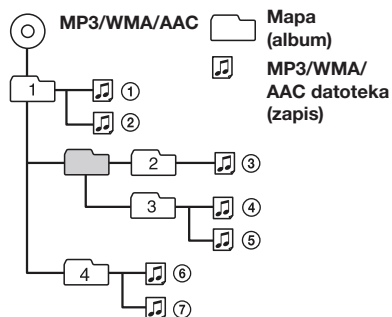 MP3/WMA/AAC
Mapa
(album)
MP3/WMA/
AAC datoteka
(zapis)
1
①
②
2
③
3
④
⑤
4
⑥
⑦